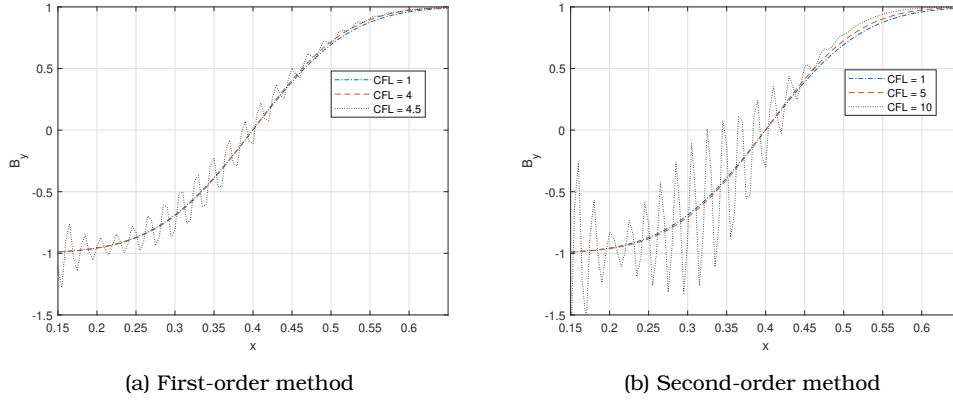 1
0.5
0
-0.5
-1
-1.5
B_y
0.15 0.2 0.25 0.3 0.35 0.4 0.45 0.5 0.55 0.6
x
CFL = 1
CFL = 4
CFL = 4.5
(a) First-order method
1
0.5
0
-0.5
-1
-1.5
B_y
0.15 0.2 0.25 0.3 0.35 0.4 0.45 0.5 0.55 0.6
x
CFL = 1
CFL = 5
CFL = 10
(b) Second-order method